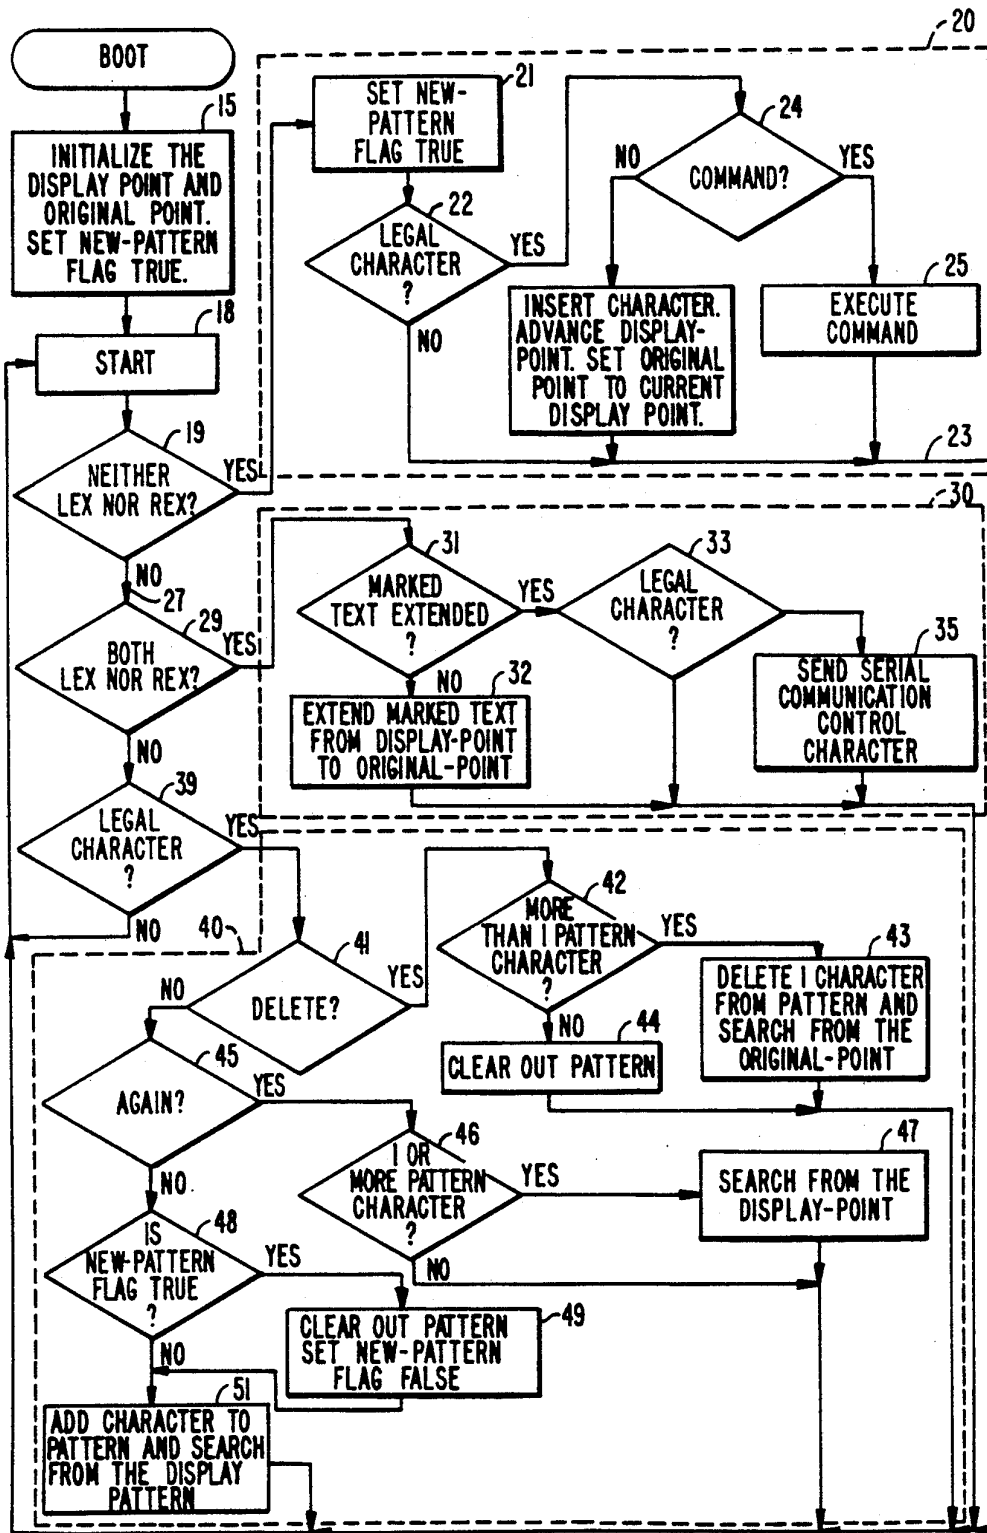 BOOT
15
INITIALIZE THE
DISPLAY POINT AND
ORIGINAL POINT.
SET NEW-PATTERN
FLAG TRUE.
18
START
19
NEITHER
LEX NOR REX?
YES
NO
27
29
BOTH
LEX NOR REX?
YES
NO
39
LEGAL
CHARACTER
?
YES
NO
20
21
SET NEW-
PATTERN
FLAG TRUE
22
LEGAL
CHARACTER
?
YES
NO
24
COMMAND?
NO
YES
INSERT CHARACTER.
ADVANCE DISPLAY-
POINT. SET ORIGINAL
POINT TO CURRENT
DISPLAY POINT.
25
EXECUTE
COMMAND
23
30
31
MARKED
TEXT EXTENDED
?
YES
NO
32
EXTEND MARKED TEXT
FROM DISPLAY-POINT
TO ORIGINAL-POINT
33
LEGAL
CHARACTER
?
35
SEND SERIAL
COMMUNICATION
CONTROL
CHARACTER
40
41
DELETE?
NO
YES
42
MORE
THAN 1 PATTERN
CHARACTER
?
YES
NO
43
DELETE 1 CHARACTER
FROM PATTERN AND
SEARCH FROM THE
ORIGINAL-POINT
44
CLEAR OUT PATTERN
45
AGAIN?
YES
NO
46
1 OR
MORE PATTERN
CHARACTER
?
YES
NO
47
SEARCH FROM THE
DISPLAY-POINT
48
IS
NEW-PATTERN
FLAG TRUE
?
YES
NO
49
CLEAR OUT PATTERN
SET NEW-PATTERN
FLAG FALSE
51
ADD CHARACTER TO
PATTERN AND SEARCH
FROM THE DISPLAY
PATTERN